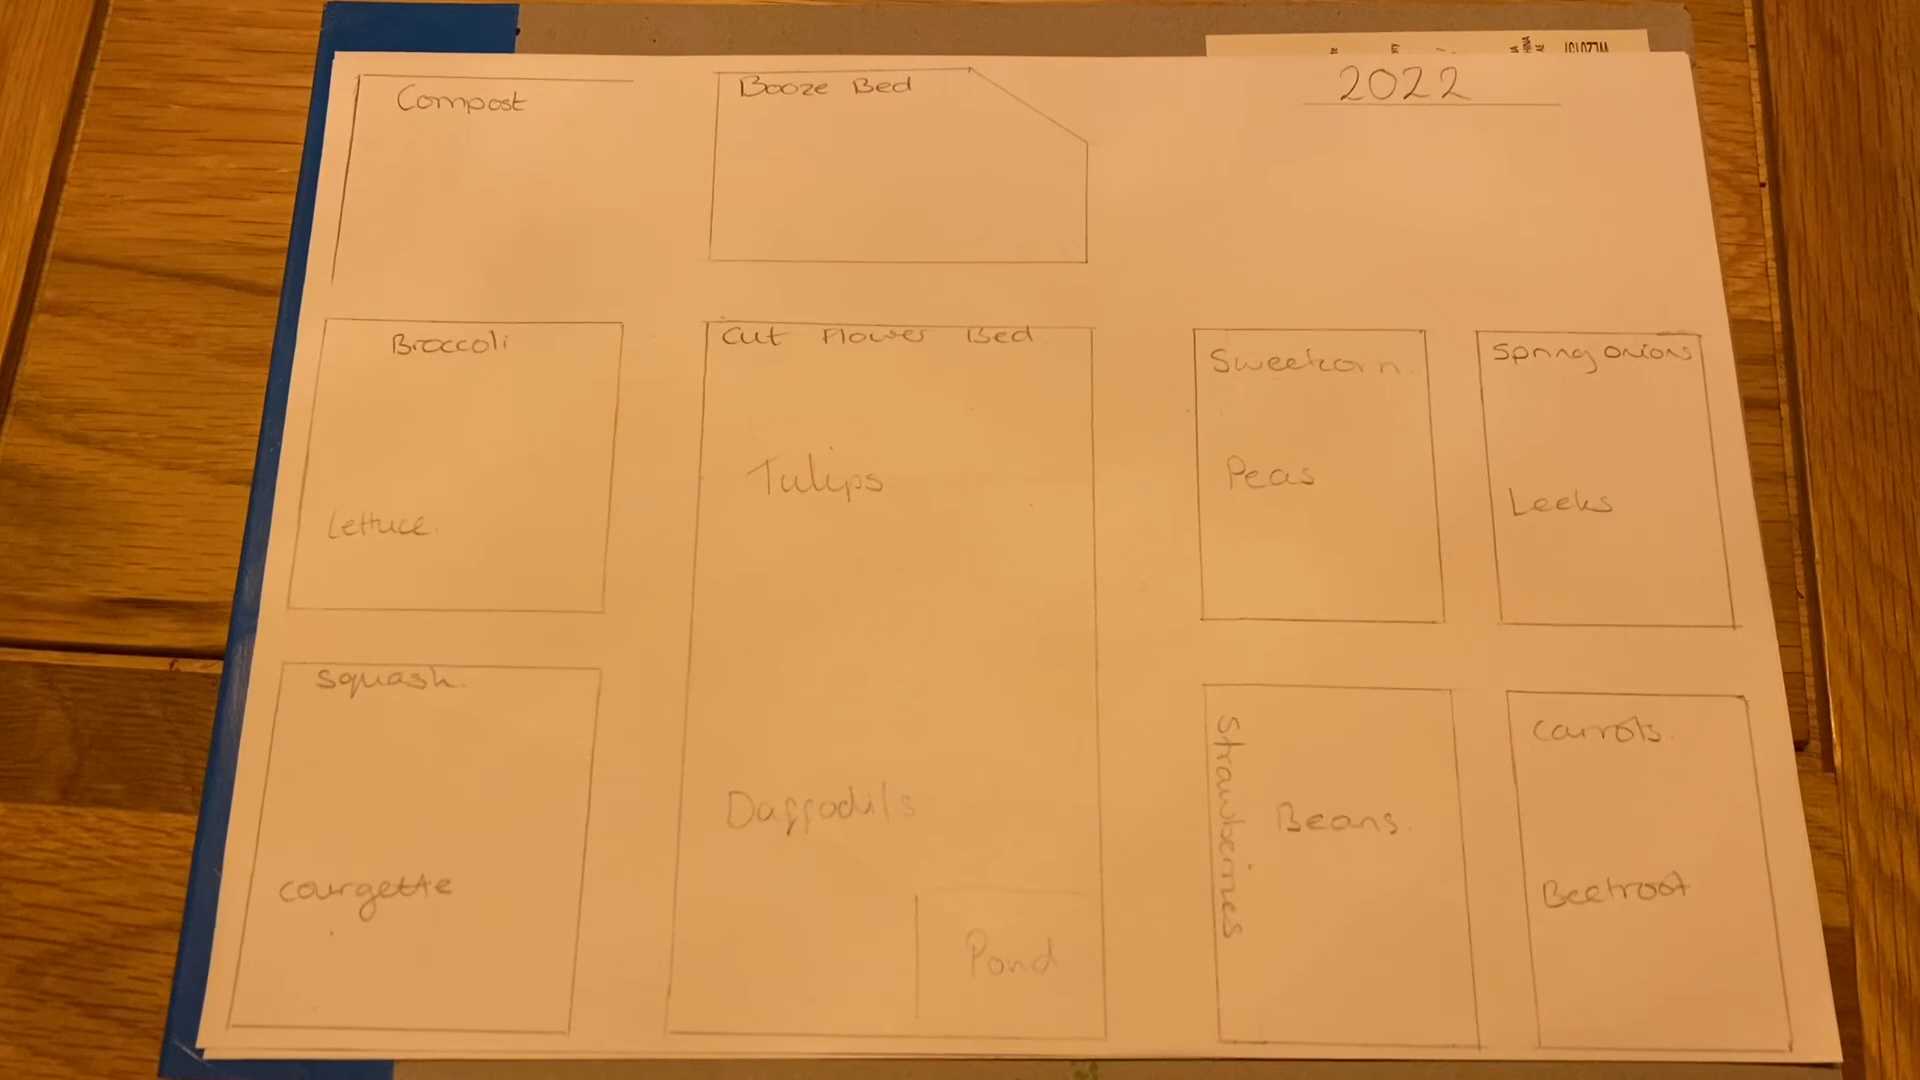 Compost
Booze Bed
2022
Broccoli
Lettuce.
Cut Flower Bed
Tulips
Daffodils
Pond
Sweetcorn.
Peas
Spring onions
Leeks
Squash.
Courgette
Strawberries
Beans.
Carrots.
Beetroot